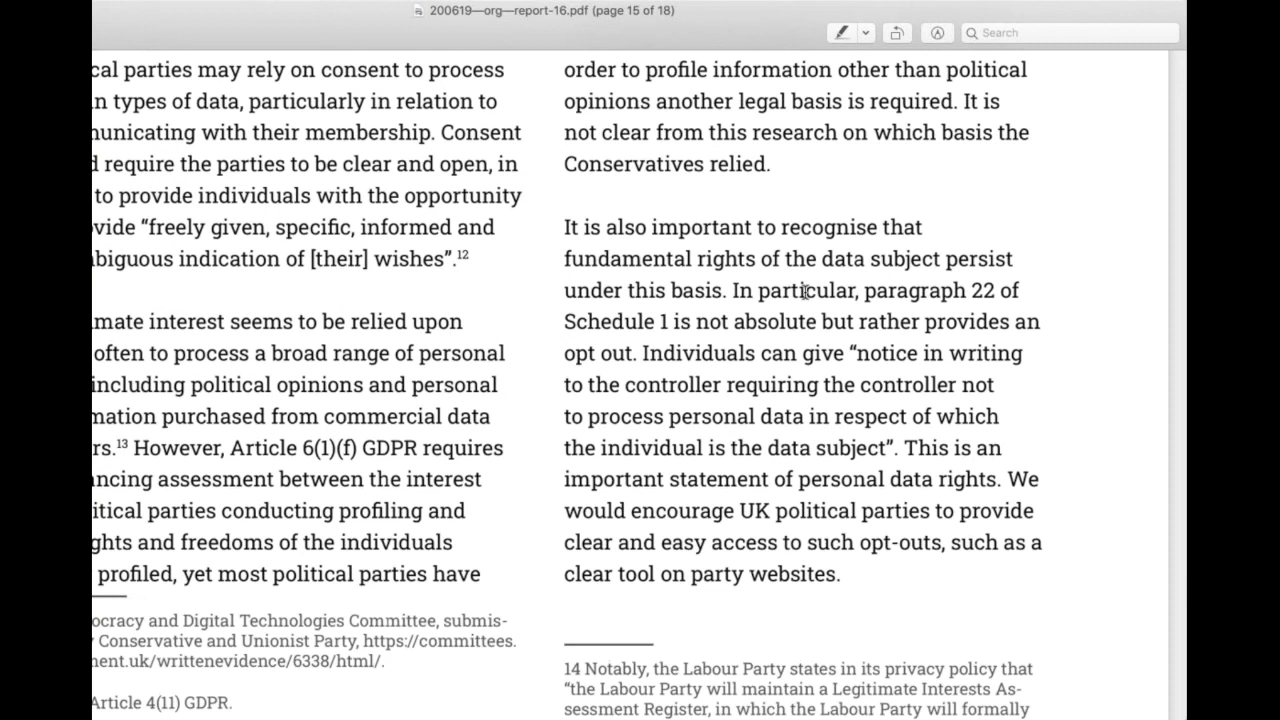 200619—org—report-16.pdf (page 15 of 18)
Search
cal parties may rely on consent to process
n types of data, particularly in relation to
nunicating with their membership. Consent
d require the parties to be clear and open, in
to provide individuals with the opportunity
vide “freely given, specific, informed and
nbiguous indication of [their] wishes”.¹²
imate interest seems to be relied upon
often to process a broad range of personal
including political opinions and personal
mation purchased from commercial data
rs.¹³ However, Article 6(1)(f) GDPR requires
ancing assessment between the interest
itical parties conducting profiling and
ghts and freedoms of the individuals
profiled, yet most political parties have
ocracy and Digital Technologies Committee, submis-
y Conservative and Unionist Party, https://committees.
nent.uk/writtenevidence/6338/html/.
Article 4(11) GDPR.
order to profile information other than political
opinions another legal basis is required. It is
not clear from this research on which basis the
Conservatives relied.
It is also important to recognise that
fundamental rights of the data subject persist
under this basis. In particular, paragraph 22 of
Schedule 1 is not absolute but rather provides an
opt out. Individuals can give “notice in writing
to the controller requiring the controller not
to process personal data in respect of which
the individual is the data subject”. This is an
important statement of personal data rights. We
would encourage UK political parties to provide
clear and easy access to such opt-outs, such as a
clear tool on party websites.
14 Notably, the Labour Party states in its privacy policy that
“the Labour Party will maintain a Legitimate Interests As-
sessment Register, in which the Labour Party will formally